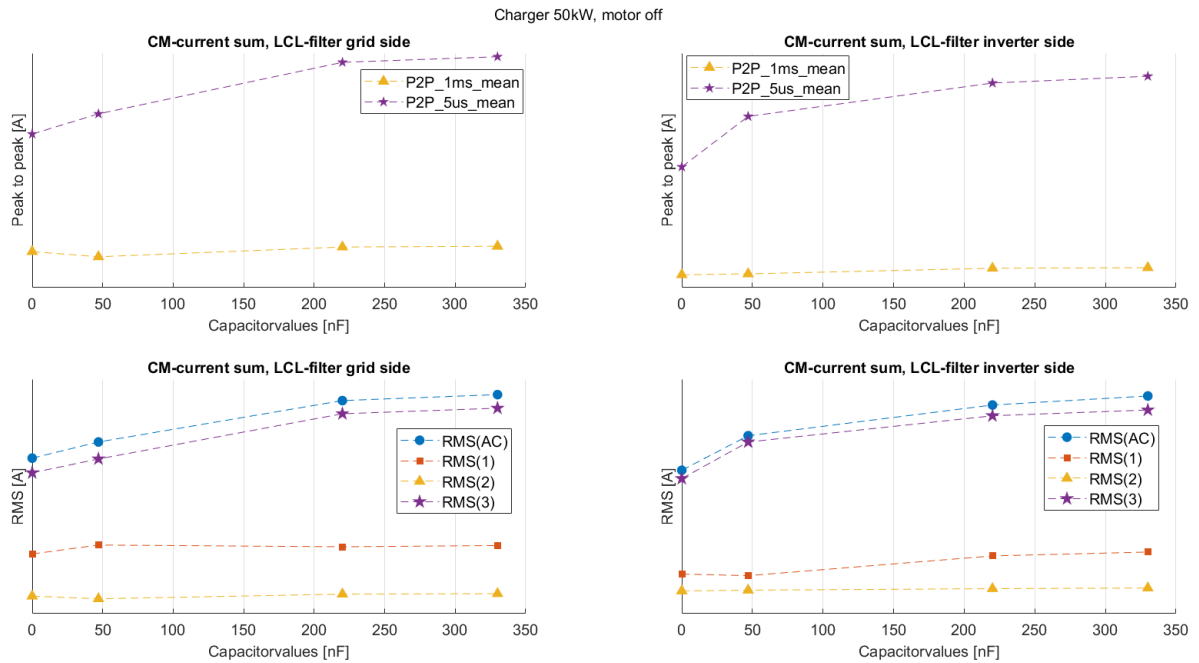 Charger 50kW, motor off
CM-current sum, LCL-filter grid side
Peak to peak [A]
P2P_1ms_mean
P2P_5us_mean
0 50 100 150 200 250 300 350
Capacitorvalues [nF]
CM-current sum, LCL-filter inverter side
Peak to peak [A]
P2P_1ms_mean
P2P_5us_mean
0 50 100 150 200 250 300 350
Capacitorvalues [nF]
CM-current sum, LCL-filter grid side
RMS [A]
RMS(AC)
RMS(1)
RMS(2)
RMS(3)
0 50 100 150 200 250 300 350
Capacitorvalues [nF]
CM-current sum, LCL-filter inverter side
RMS [A]
RMS(AC)
RMS(1)
RMS(2)
RMS(3)
0 50 100 150 200 250 300 350
Capacitorvalues [nF]